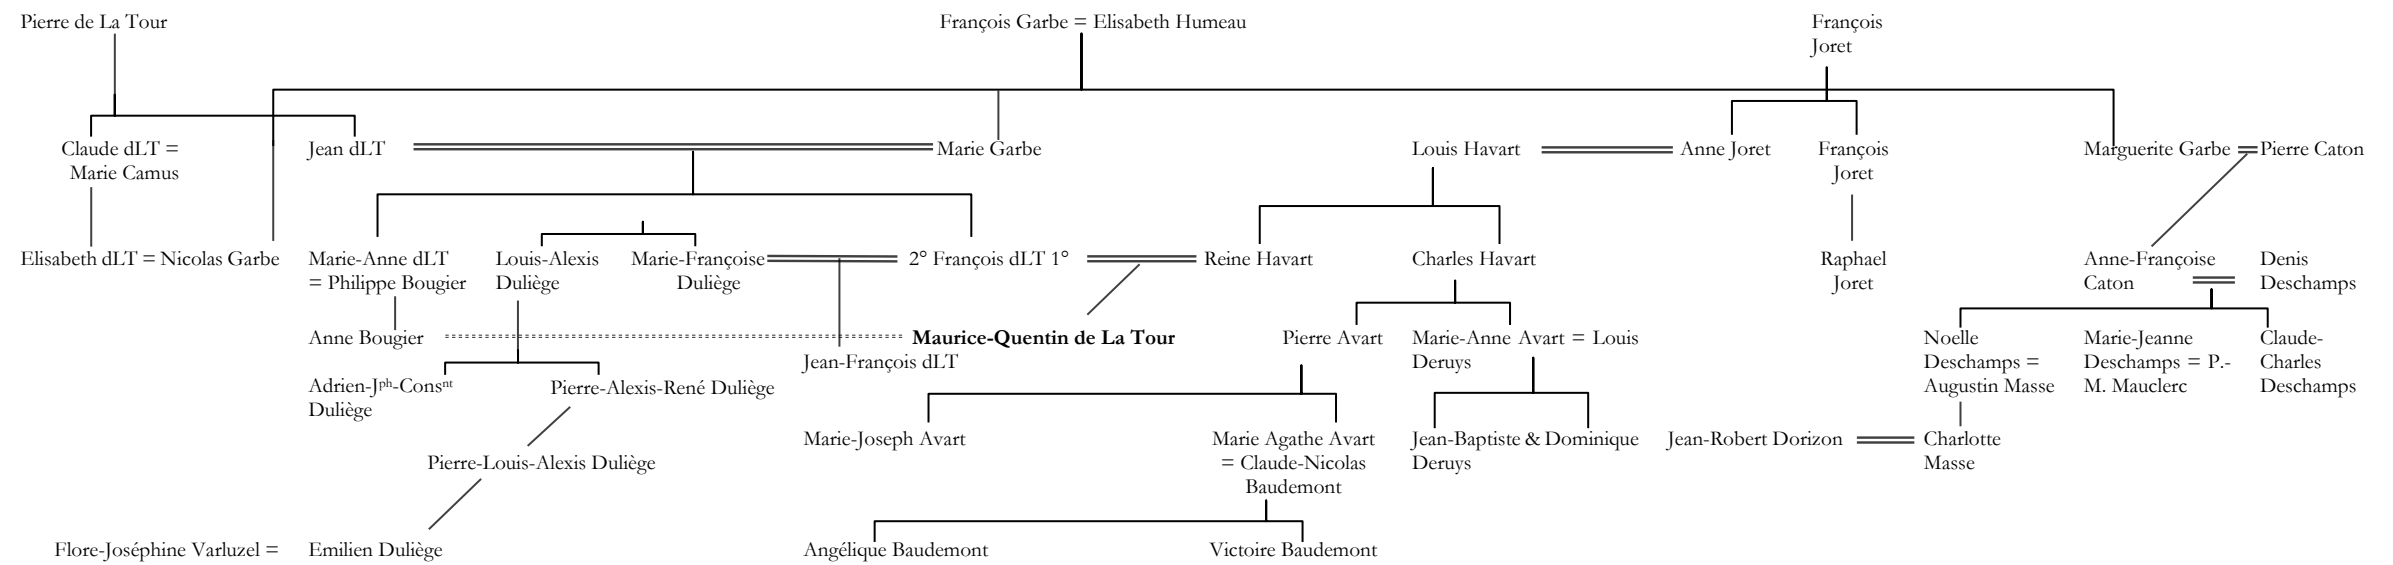 Pierre de La Tour
François Garbe = Elisabeth Humeau
François
Joret
Claude dLT =
Marie Camus
Jean dLT
Marie Garbe
Louis Havart
Anne Joret
François
Joret
Marguerite Garbe
Pierre Caton
Elisabeth dLT = Nicolas Garbe
Marie-Anne dLT
= Philippe Bougier
Louis-Alexis
Duliège
Marie-Françoise
Duliège
2° François dLT 1°
Reine Havart
Charles Havart
Raphael
Joret
Anne-Françoise
Caton
Denis
Deschamps
Anne Bougier
Maurice-Quentin de La Tour
Jean-François dLT
Pierre Avart
Marie-Anne Avart = Louis
Deruys
Noelle
Deschamps =
Augustin Masse
Marie-Jeanne
Deschamps = P.-
M. Mauclerc
Claude-
Charles
Deschamps
Adrien-Jᵖʰ-Consⁿᵗ
Duliège
Pierre-Alexis-René Duliège
Marie-Joseph Avart
Marie Agathe Avart
= Claude-Nicolas
Baudemont
Jean-Baptiste & Dominique
Deruys
Jean-Robert Dorizon
Charlotte
Masse
Pierre-Louis-Alexis Duliège
Flore-Joséphine Varluzel =
Emilien Duliège
Angélique Baudemont
Victoire Baudemont